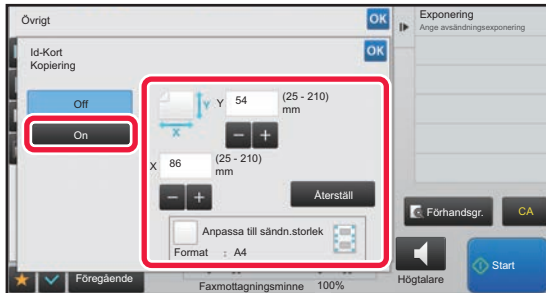 Övrigt
OK
Id-Kort
Kopiering
OK
Off
On
Y
X
Y
54
(25 - 210)
mm
X
86
(25 - 210)
mm
Återställ
Anpassa till sändn.storlek
Format : A4
Föregående
Faxmottagningsminne 100%
Exponering
Ange avsändningsexponering
Förhandsgr.
CA
Högtalare
Start